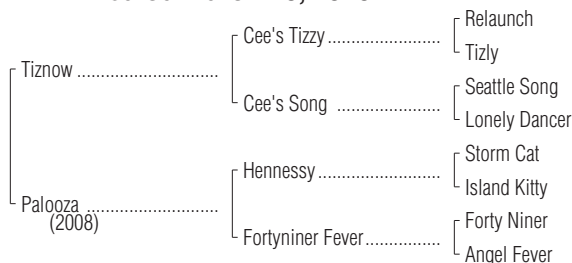 Relaunch
Cee's Tizzy
Tizly
Tiznow
Seattle Song
Cee's Song
Lonely Dancer
Storm Cat
Hennessy
Island Kitty
Palooza
(2008)
Forty Niner
Fortyniner Fever
Angel Fever